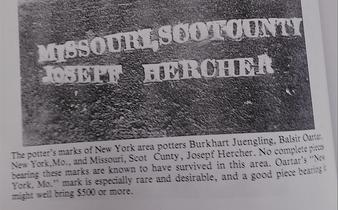 MISSOURI, SCOT COUNTY
JOSEPF HERCHER
The potter's marks of New York area potters Burkhart Juengling, Balsir Oartar,
New York, Mo., and Missouri, Scot Cunty, Josepf Hercher. No complete pieces
bearing these marks are known to have survived in this area. Oartar's "New
York, Mo." mark is especially rare and desirable, and a good piece bearing it
might well bring $500 or more.